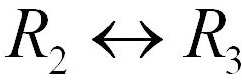 R₂ ↔ R₃